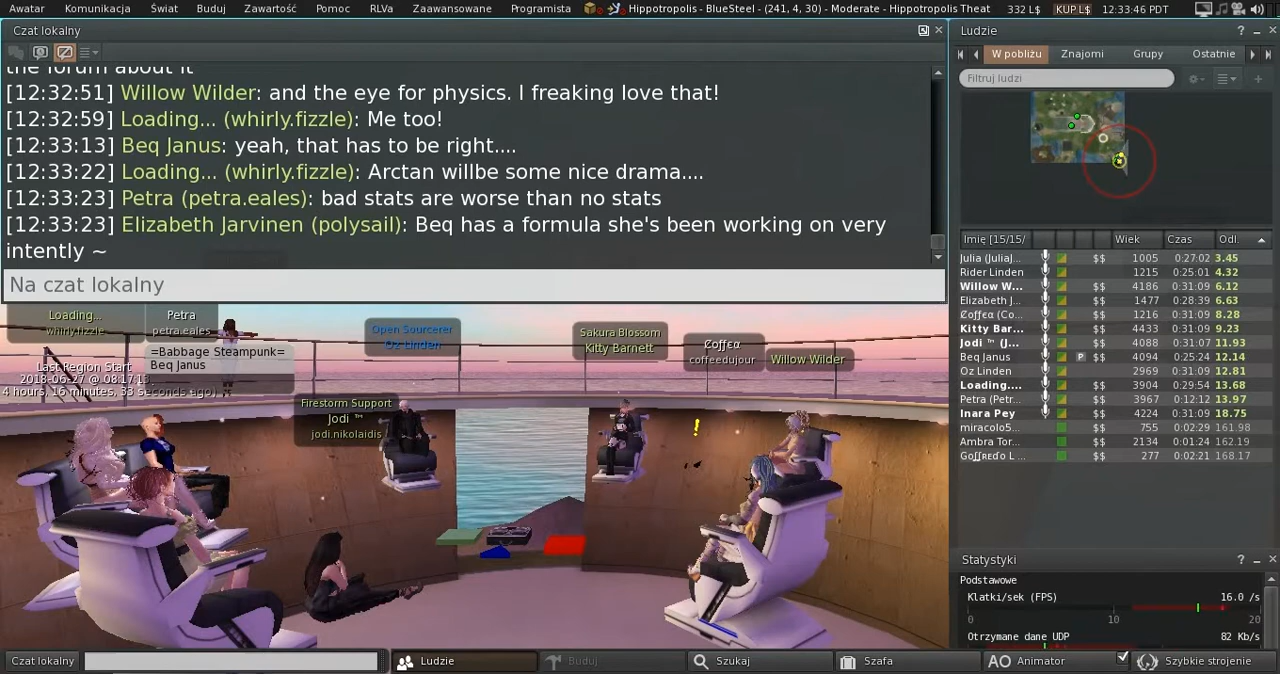 Awatar Komunikacja Świat Buduj Zawartość Pomoc RLVa Zaawansowane Programista Hippotropolis - BlueSteel - (241, 4, 30) - Moderate - Hippotropolis Theat 332 L$ KUP L$ 12:33:46 PDT
Czat lokalny
the forum about it
[12:32:51] Willow Wilder: and the eye for physics. I freaking love that!
[12:32:59] Loading... (whirly.fizzle): Me too!
[12:33:13] Beq Janus: yeah, that has to be right....
[12:33:22] Loading... (whirly.fizzle): Arctan willbe some nice drama....
[12:33:23] Petra (petra.eales): bad stats are worse than no stats
[12:33:23] Elizabeth Jarvinen (polysail): Beq has a formula she's been working on very
intently ~
Na czat lokalny
Loading...
whirly.fizzle
Petra
petra.eales
=Babbage Steampunk=
Beq Janus
Last Region Start
2018-06-27 @ 08:17:13
4 hours, 16 minutes, 33 seconds ago)
Firestorm Support
Jodi ™
jodi.nikolaidis
Open Sourcerer
Oz Linden
Sakura Blossom
Kitty Barnett
Coffεα
coffeedujour
Willow Wilder
Ludzie
W pobliżu Znajomi Grupy Ostatnie
Filtruj ludzi
Imię [15/15/ Wiek Czas Odl.
Julia (JuliaJ... $$ 1005 0:27:02 3.45
Rider Linden 1215 0:25:01 4.32
Willow W... $$ 4186 0:31:09 6.12
Elizabeth J... $$ 1477 0:28:39 6.63
(Co... $$ 1216 0:31:09 8.28
Kitty Bar... $$ 4433 0:31:09 9.23
Jodi ™ (J... $$ 4088 0:31:07 11.93
Beq Janus P $$ 4094 0:25:24 12.14
Oz Linden 2969 0:31:09 12.81
Loading.... $$ 3904 0:29:54 13.68
Petra (Petr... $$ 3967 0:12:12 13.97
Inara Pey $$ 4224 0:31:09 18.75
miracolo5... $$ 755 0:02:29 161.98
Ambra Tor... $$ 2134 0:01:24 162.19
L ... $$ 277 0:02:21 168.17
Statystyki
Podstawowe
Klatki/sek (FPS) 16.0 /s
0 10 20
Otrzymane dane UDP 82 Kb/s
Czat lokalny Ludzie Buduj Szukaj Szafa AO Animator Szybkie strojenie